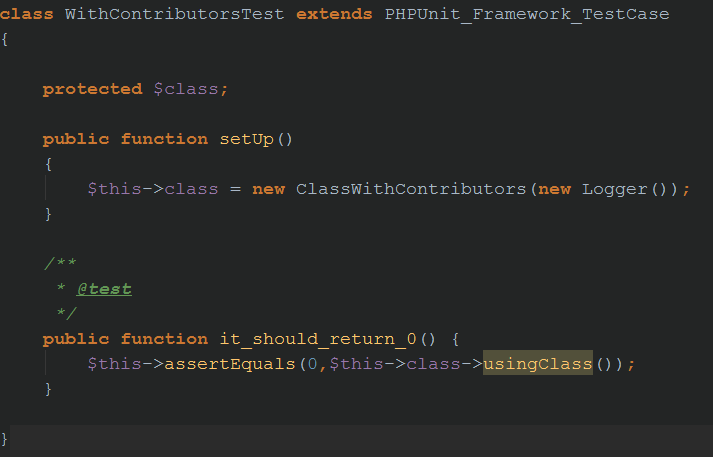 class WithContributorsTest extends PHPUnit_Framework_TestCase
{
protected $class;
public function setUp()
{
$this->class = new ClassWithContributors(new Logger());
}
/**
* @test
*/
public function it_should_return_0() {
$this->assertEquals(0,$this->class->usingClass());
}
}